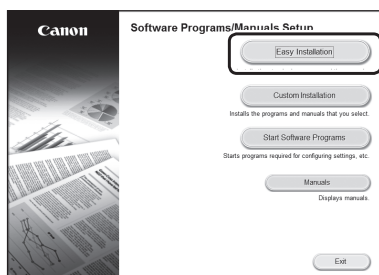 Canon
Software Programs/Manuals Setup
Easy Installation
Custom Installation
Installs the programs and manuals that you select.
Start Software Programs
Starts programs required for configuring settings, etc.
Manuals
Displays manuals.
Exit